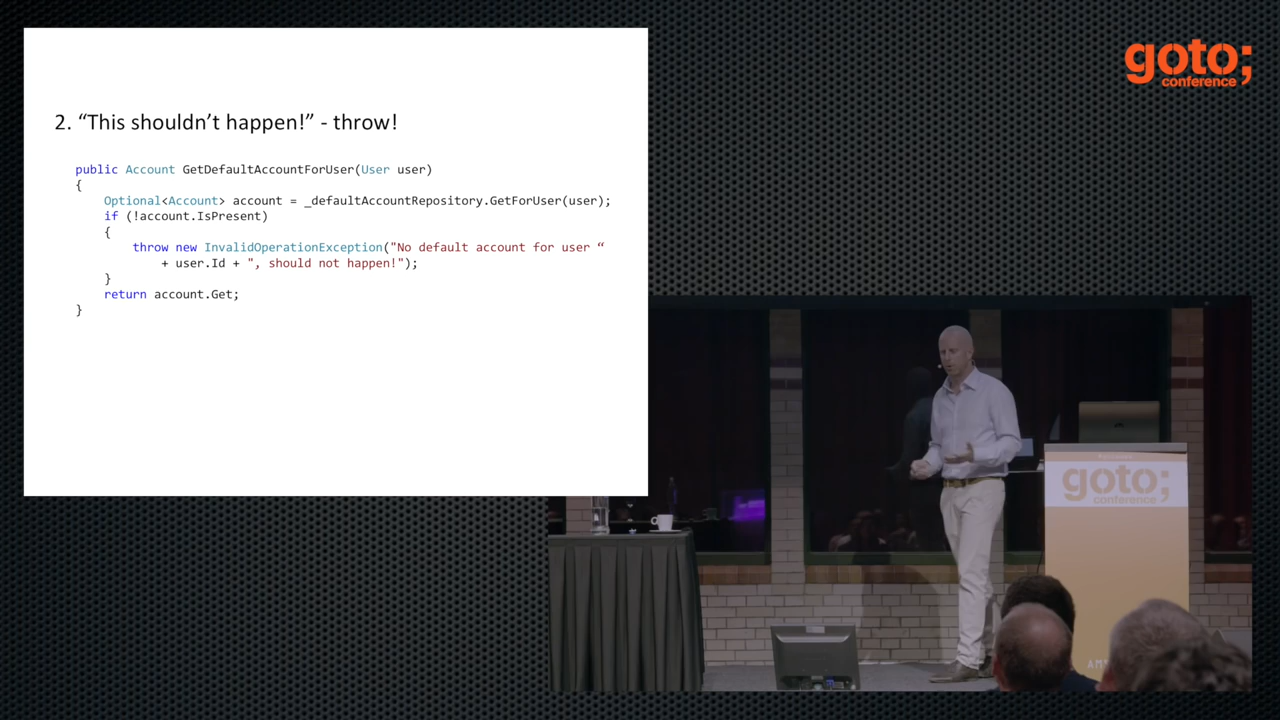 2. “This shouldn’t happen!” - throw!
public Account GetDefaultAccountForUser(User user)
{
Optional<Account> account = _defaultAccountRepository.GetForUser(user);
if (!account.IsPresent)
{
throw new InvalidOperationException("No default account for user “
+ user.Id + ", should not happen!");
}
return account.Get;
}
goto;
conference
goto;
conference